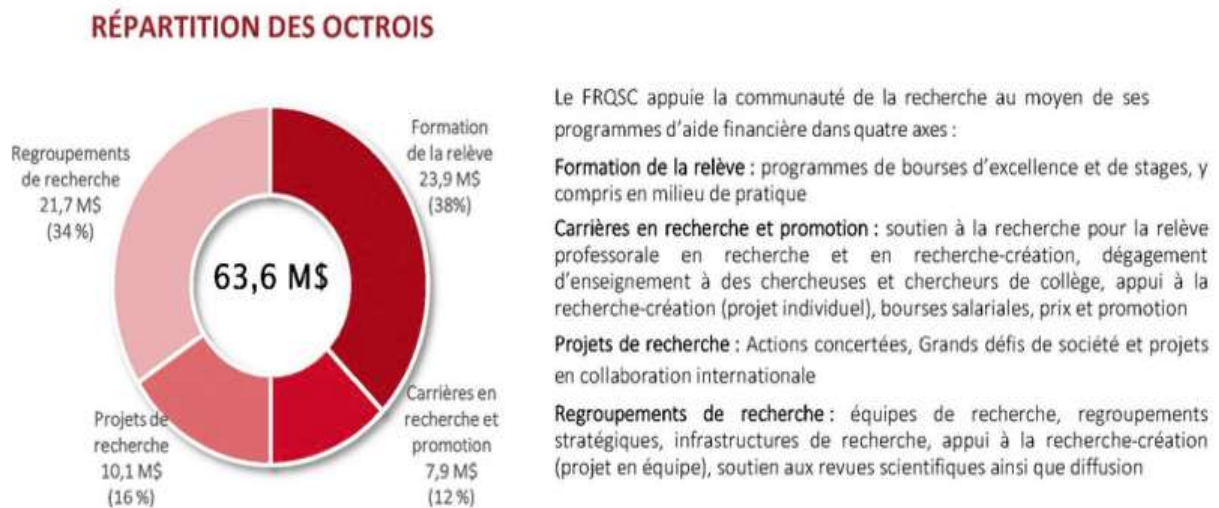 RÉPARTITION DES OCTROIS
Regroupements
de recherche
21,7 M$
(34 %)
Formation
de la relève
23,9 M$
(38%)
63,6 M$
Projets de
recherche
10,1 M$
(16 %)
Carrières en
recherche et
promotion
7,9 M$
(12 %)
Le FRQSC appuie la communauté de la recherche au moyen de ses
programmes d'aide financière dans quatre axes :
Formation de la relève : programmes de bourses d'excellence et de stages, y
compris en milieu de pratique
Carrières en recherche et promotion : soutien à la recherche pour la relève
professorale en recherche et en recherche-création, dégagement
d'enseignement à des chercheuses et chercheurs de collège, appui à la
recherche-création (projet individuel), bourses salariales, prix et promotion
Projets de recherche : Actions concertées, Grands défis de société et projets
en collaboration internationale
Regroupements de recherche : équipes de recherche, regroupements
stratégiques, infrastructures de recherche, appui à la recherche-création
(projet en équipe), soutien aux revues scientifiques ainsi que diffusion